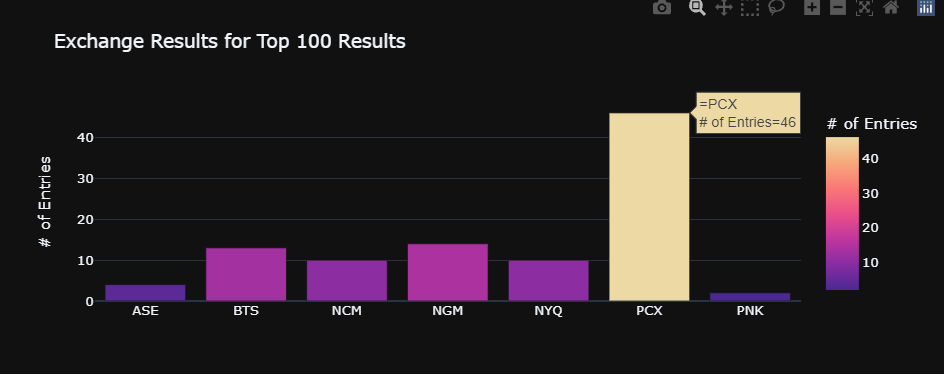 Exchange Results for Top 100 Results
=PCX
# of Entries=46
# of Entries
# of Entries
40
30
20
10
0
40
30
20
10
ASE
BTS
NCM
NGM
NYQ
PCX
PNK